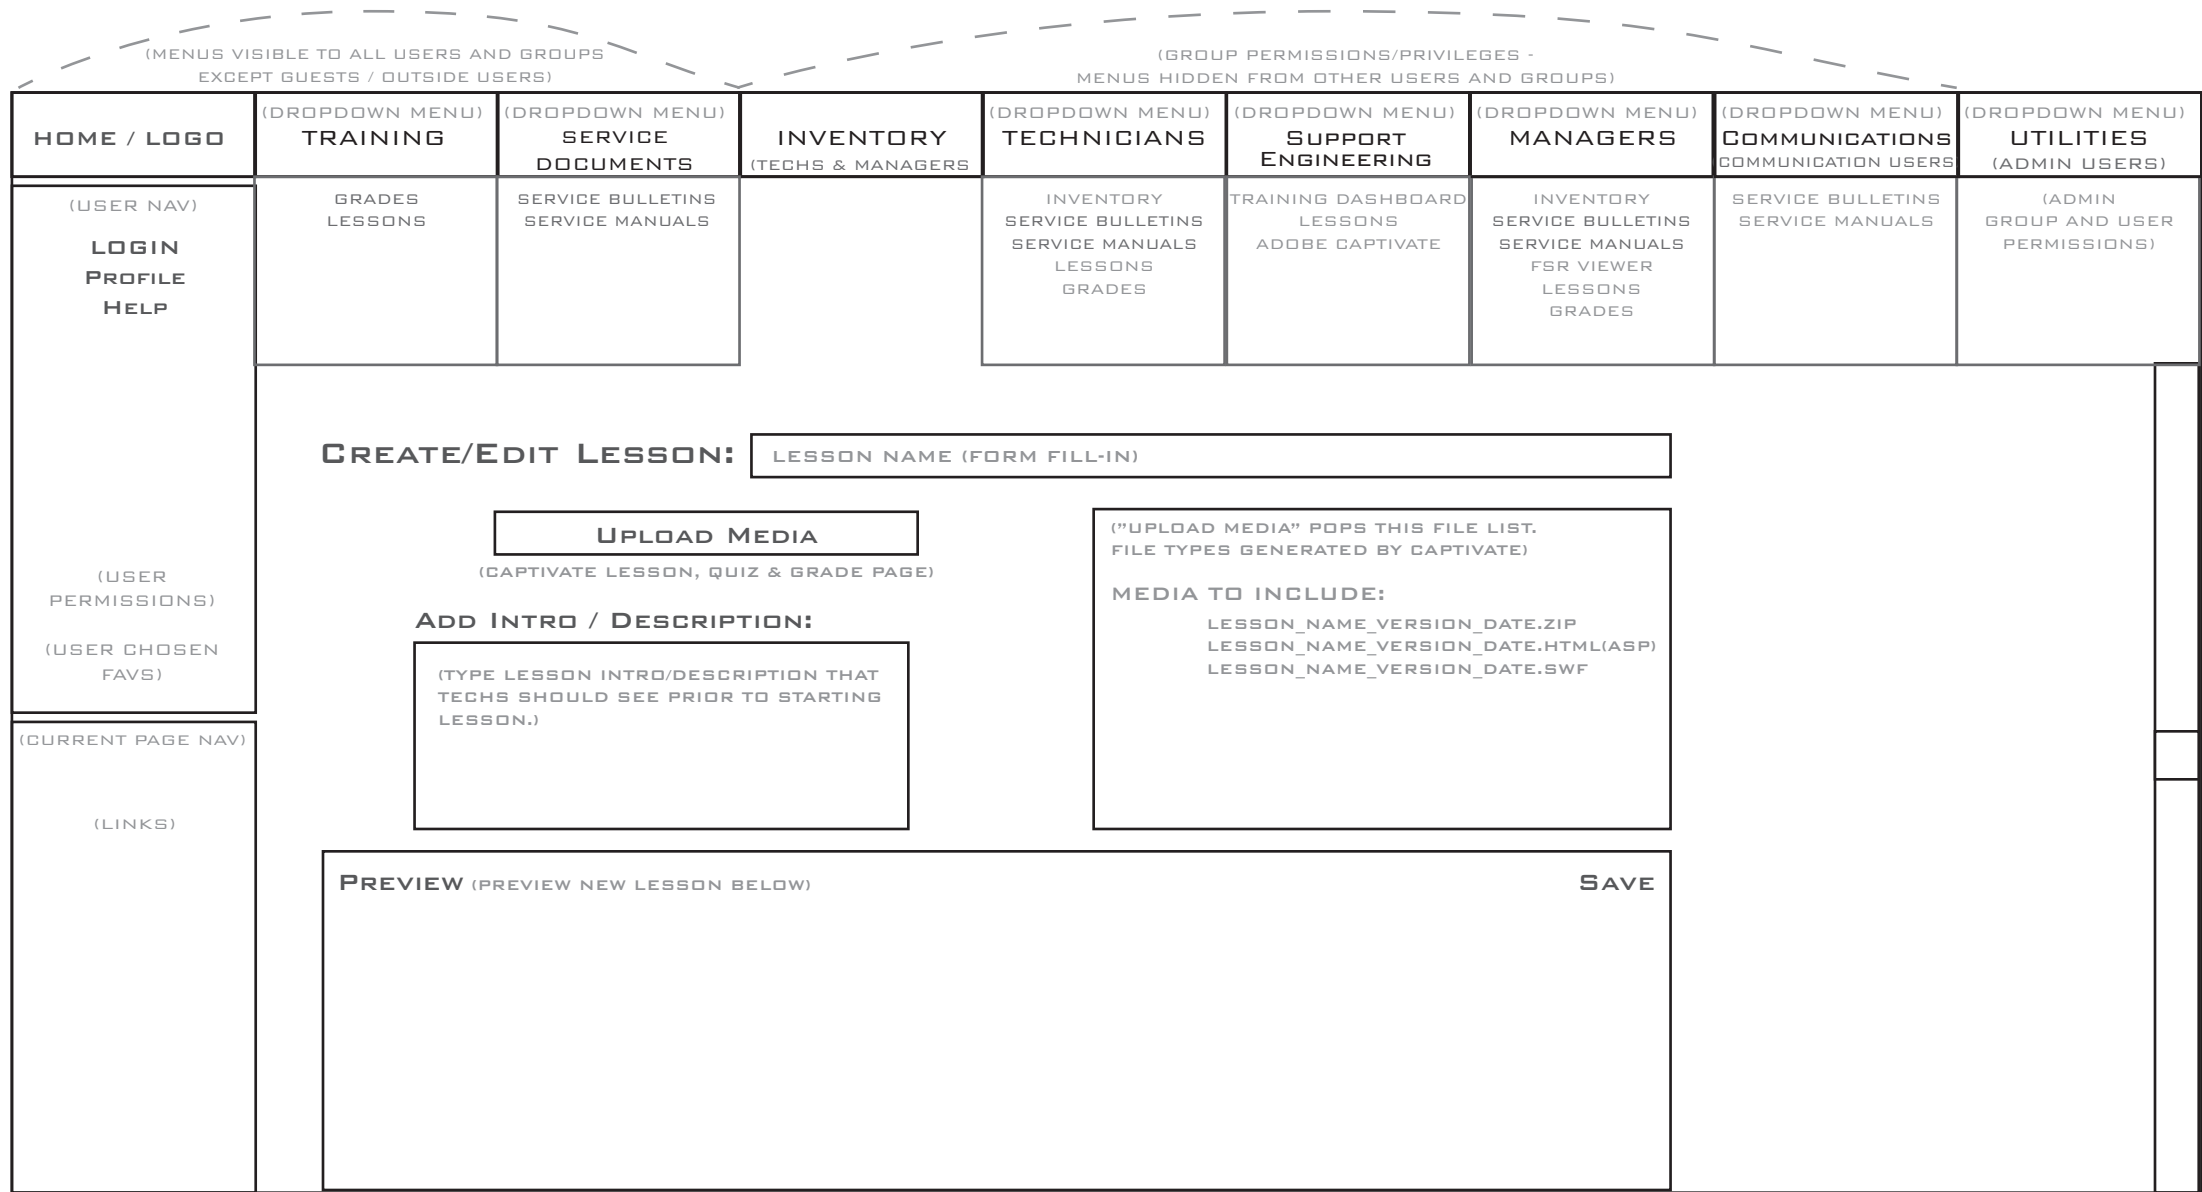 (MENUS VISIBLE TO ALL USERS AND GROUPS
EXCEPT GUESTS / OUTSIDE USERS)
(GROUP PERMISSIONS/PRIVILEGES -
MENUS HIDDEN FROM OTHER USERS AND GROUPS)
HOME / LOGO
(DROPDOWN MENU)
TRAINING
(DROPDOWN MENU)
SERVICE
DOCUMENTS
INVENTORY
(TECHS & MANAGERS
(DROPDOWN MENU)
TECHNICIANS
(DROPDOWN MENU)
Support
Engineering
(DROPDOWN MENU)
MANAGERS
(DROPDOWN MENU)
Communications
COMMUNICATION USERS
(DROPDOWN MENU)
UTILITIES
(ADMIN USERS)
(USER NAV)
LOGIN
Profile
Help
(USER
PERMISSIONS)
(USER CHOSEN
FAVS)
(CURRENT PAGE NAV)
(LINKS)
GRADES
LESSONS
SERVICE BULLETINS
SERVICE MANUALS
INVENTORY
SERVICE BULLETINS
SERVICE MANUALS
LESSONS
GRADES
TRAINING DASHBOARD
LESSONS
ADOBE CAPTIVATE
INVENTORY
SERVICE BULLETINS
SERVICE MANUALS
FSR VIEWER
LESSONS
GRADES
SERVICE BULLETINS
SERVICE MANUALS
(ADMIN
GROUP AND USER
PERMISSIONS)
Create/Edit Lesson:
LESSON NAME (FORM FILL-IN)
Upload Media
(CAPTIVATE LESSON, QUIZ & GRADE PAGE)
Add Intro / Description:
(TYPE LESSON INTRO/DESCRIPTION THAT
TECHS SHOULD SEE PRIOR TO STARTING
LESSON.)
(”UPLOAD MEDIA” POPS THIS FILE LIST.
FILE TYPES GENERATED BY CAPTIVATE)
MEDIA TO INCLUDE:
LESSON_NAME_VERSION_DATE.ZIP
LESSON_NAME_VERSION_DATE.HTML(ASP)
LESSON_NAME_VERSION_DATE.SWF
Preview (PREVIEW NEW LESSON BELOW)
Save